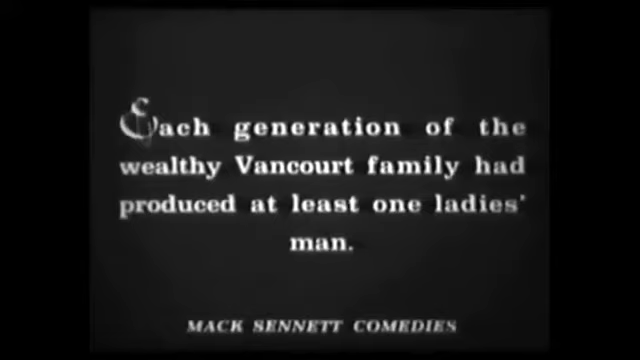 Each generation of the
wealthy Vancourt family had
produced at least one ladies'
man.
MACK SENNETT COMEDIES